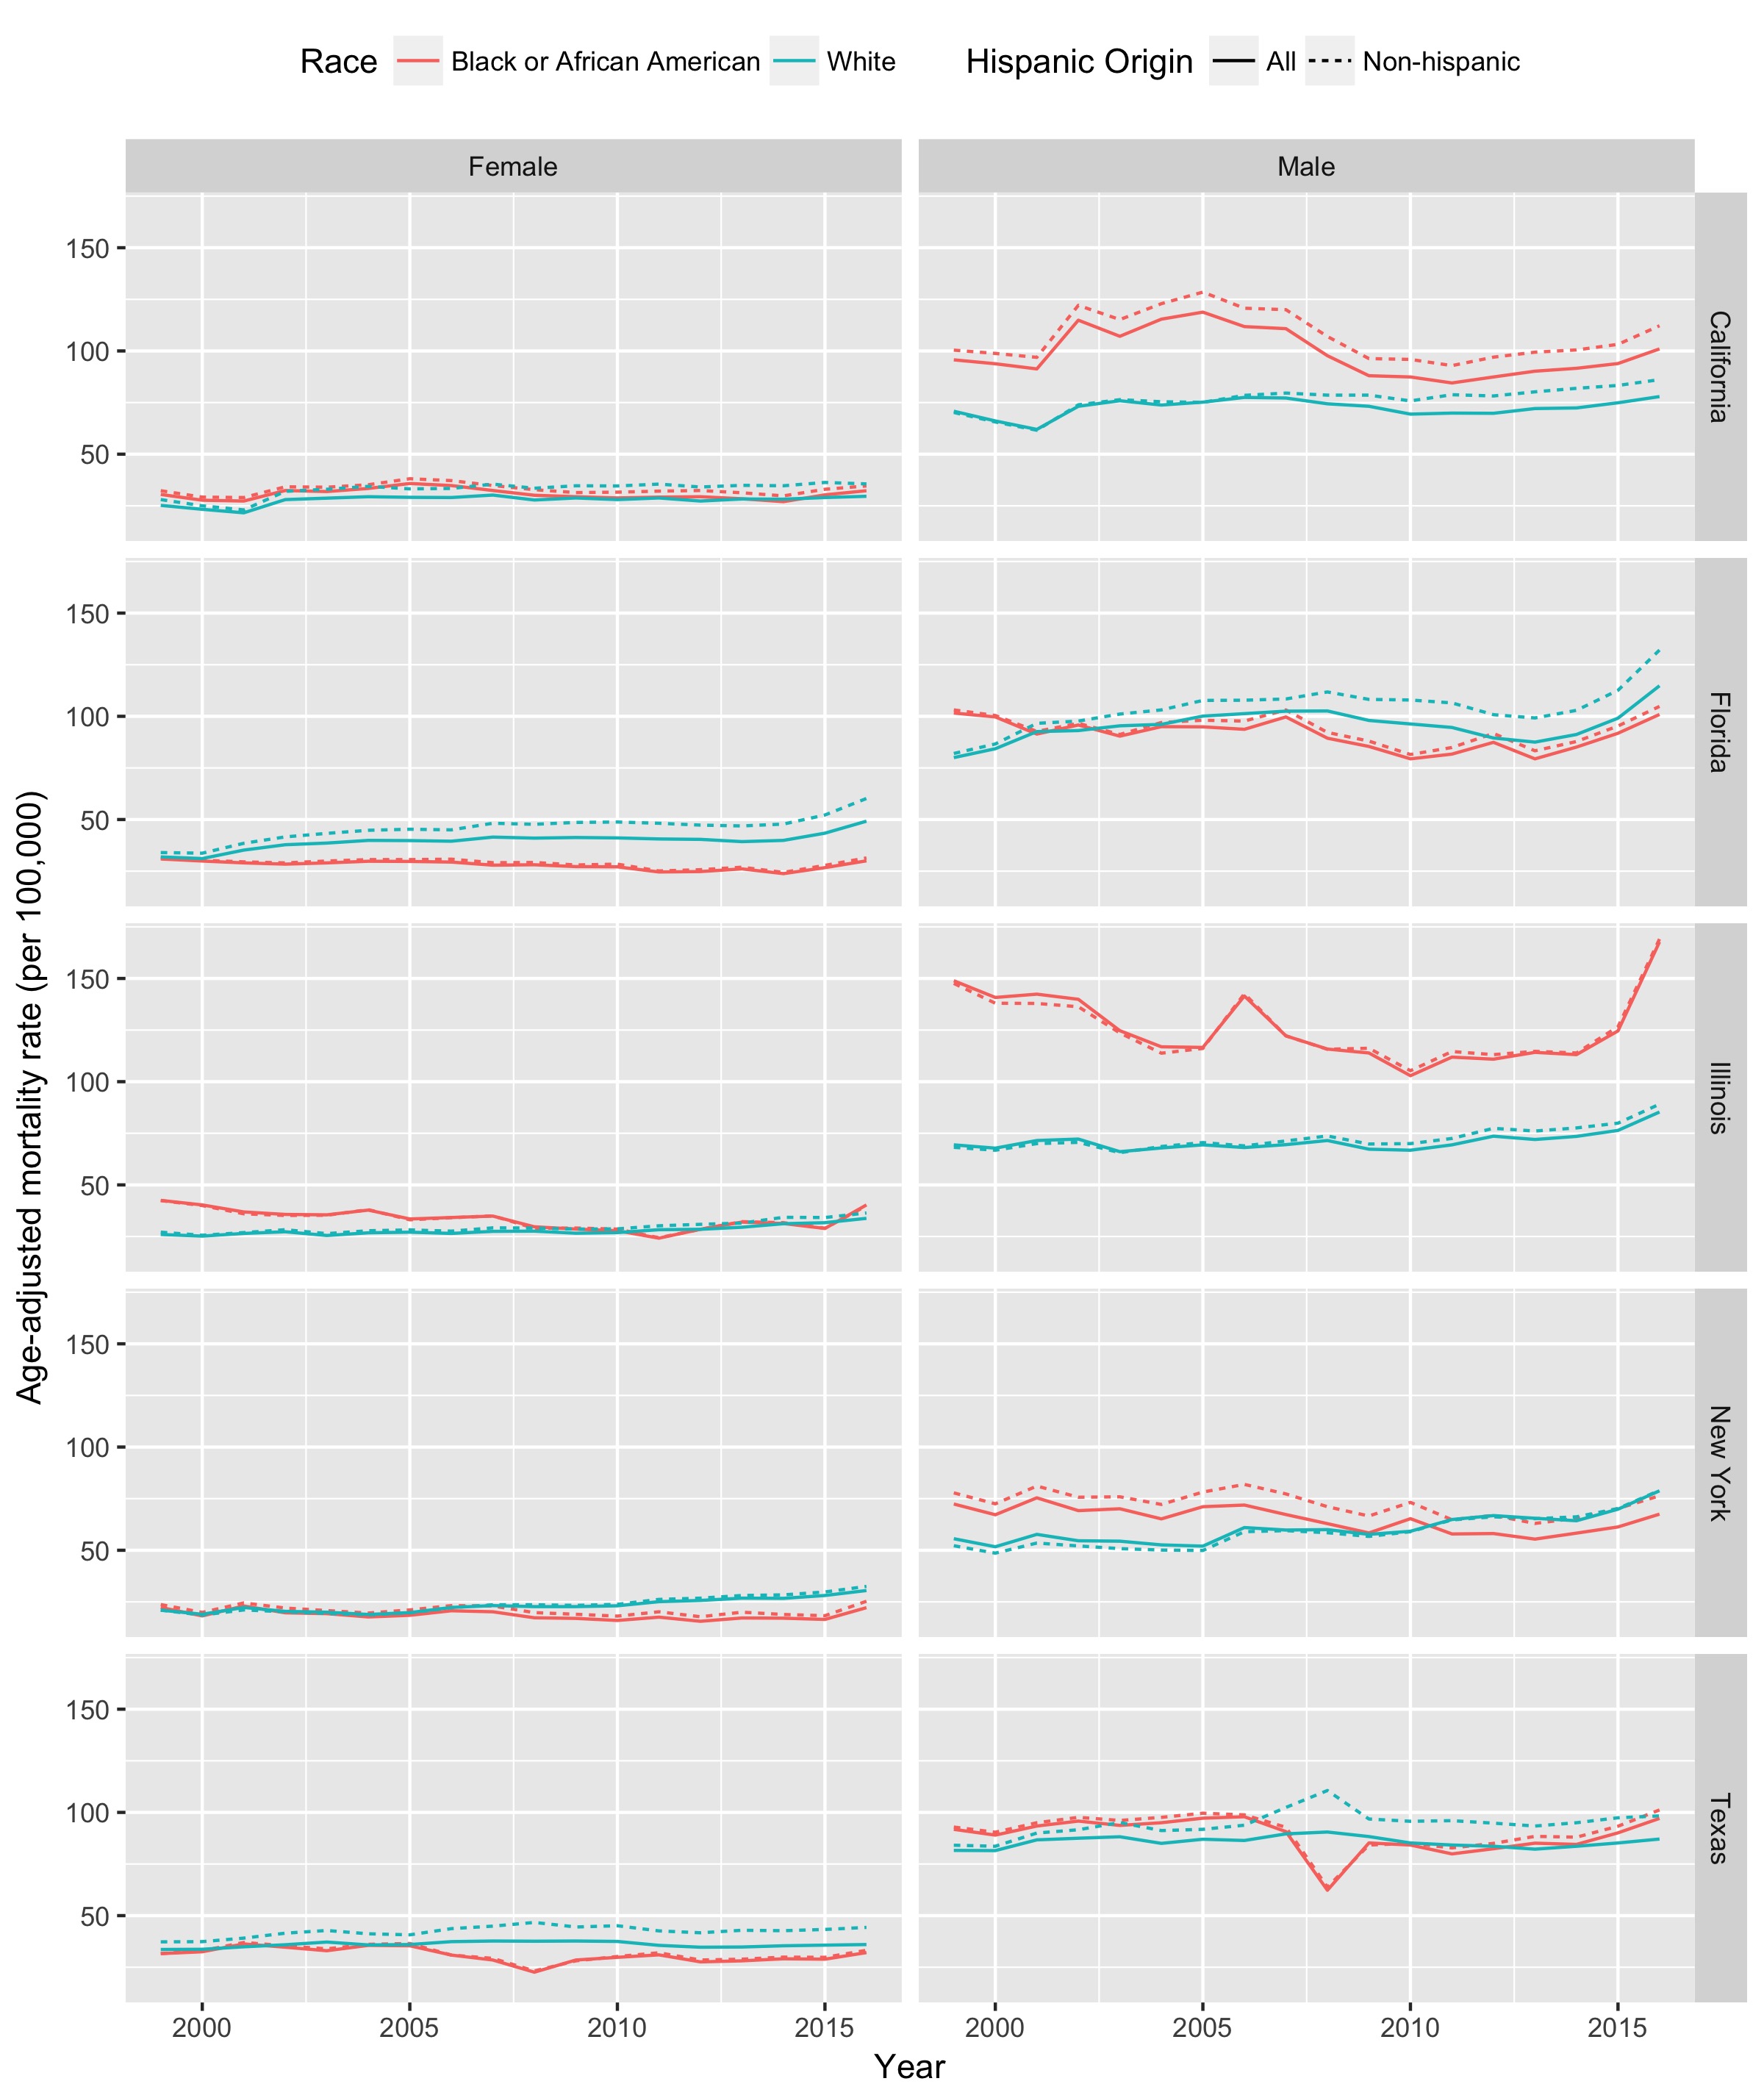 Race Black or African American White Hispanic Origin All Non-hispanic
Female Male
150
100
50
California
150
100
50
Florida
150
100
50
Illinois
150
100
50
New York
150
100
50
Texas
Age-adjusted mortality rate (per 100,000)
2000 2005 2010 2015 2000 2005 2010 2015
Year